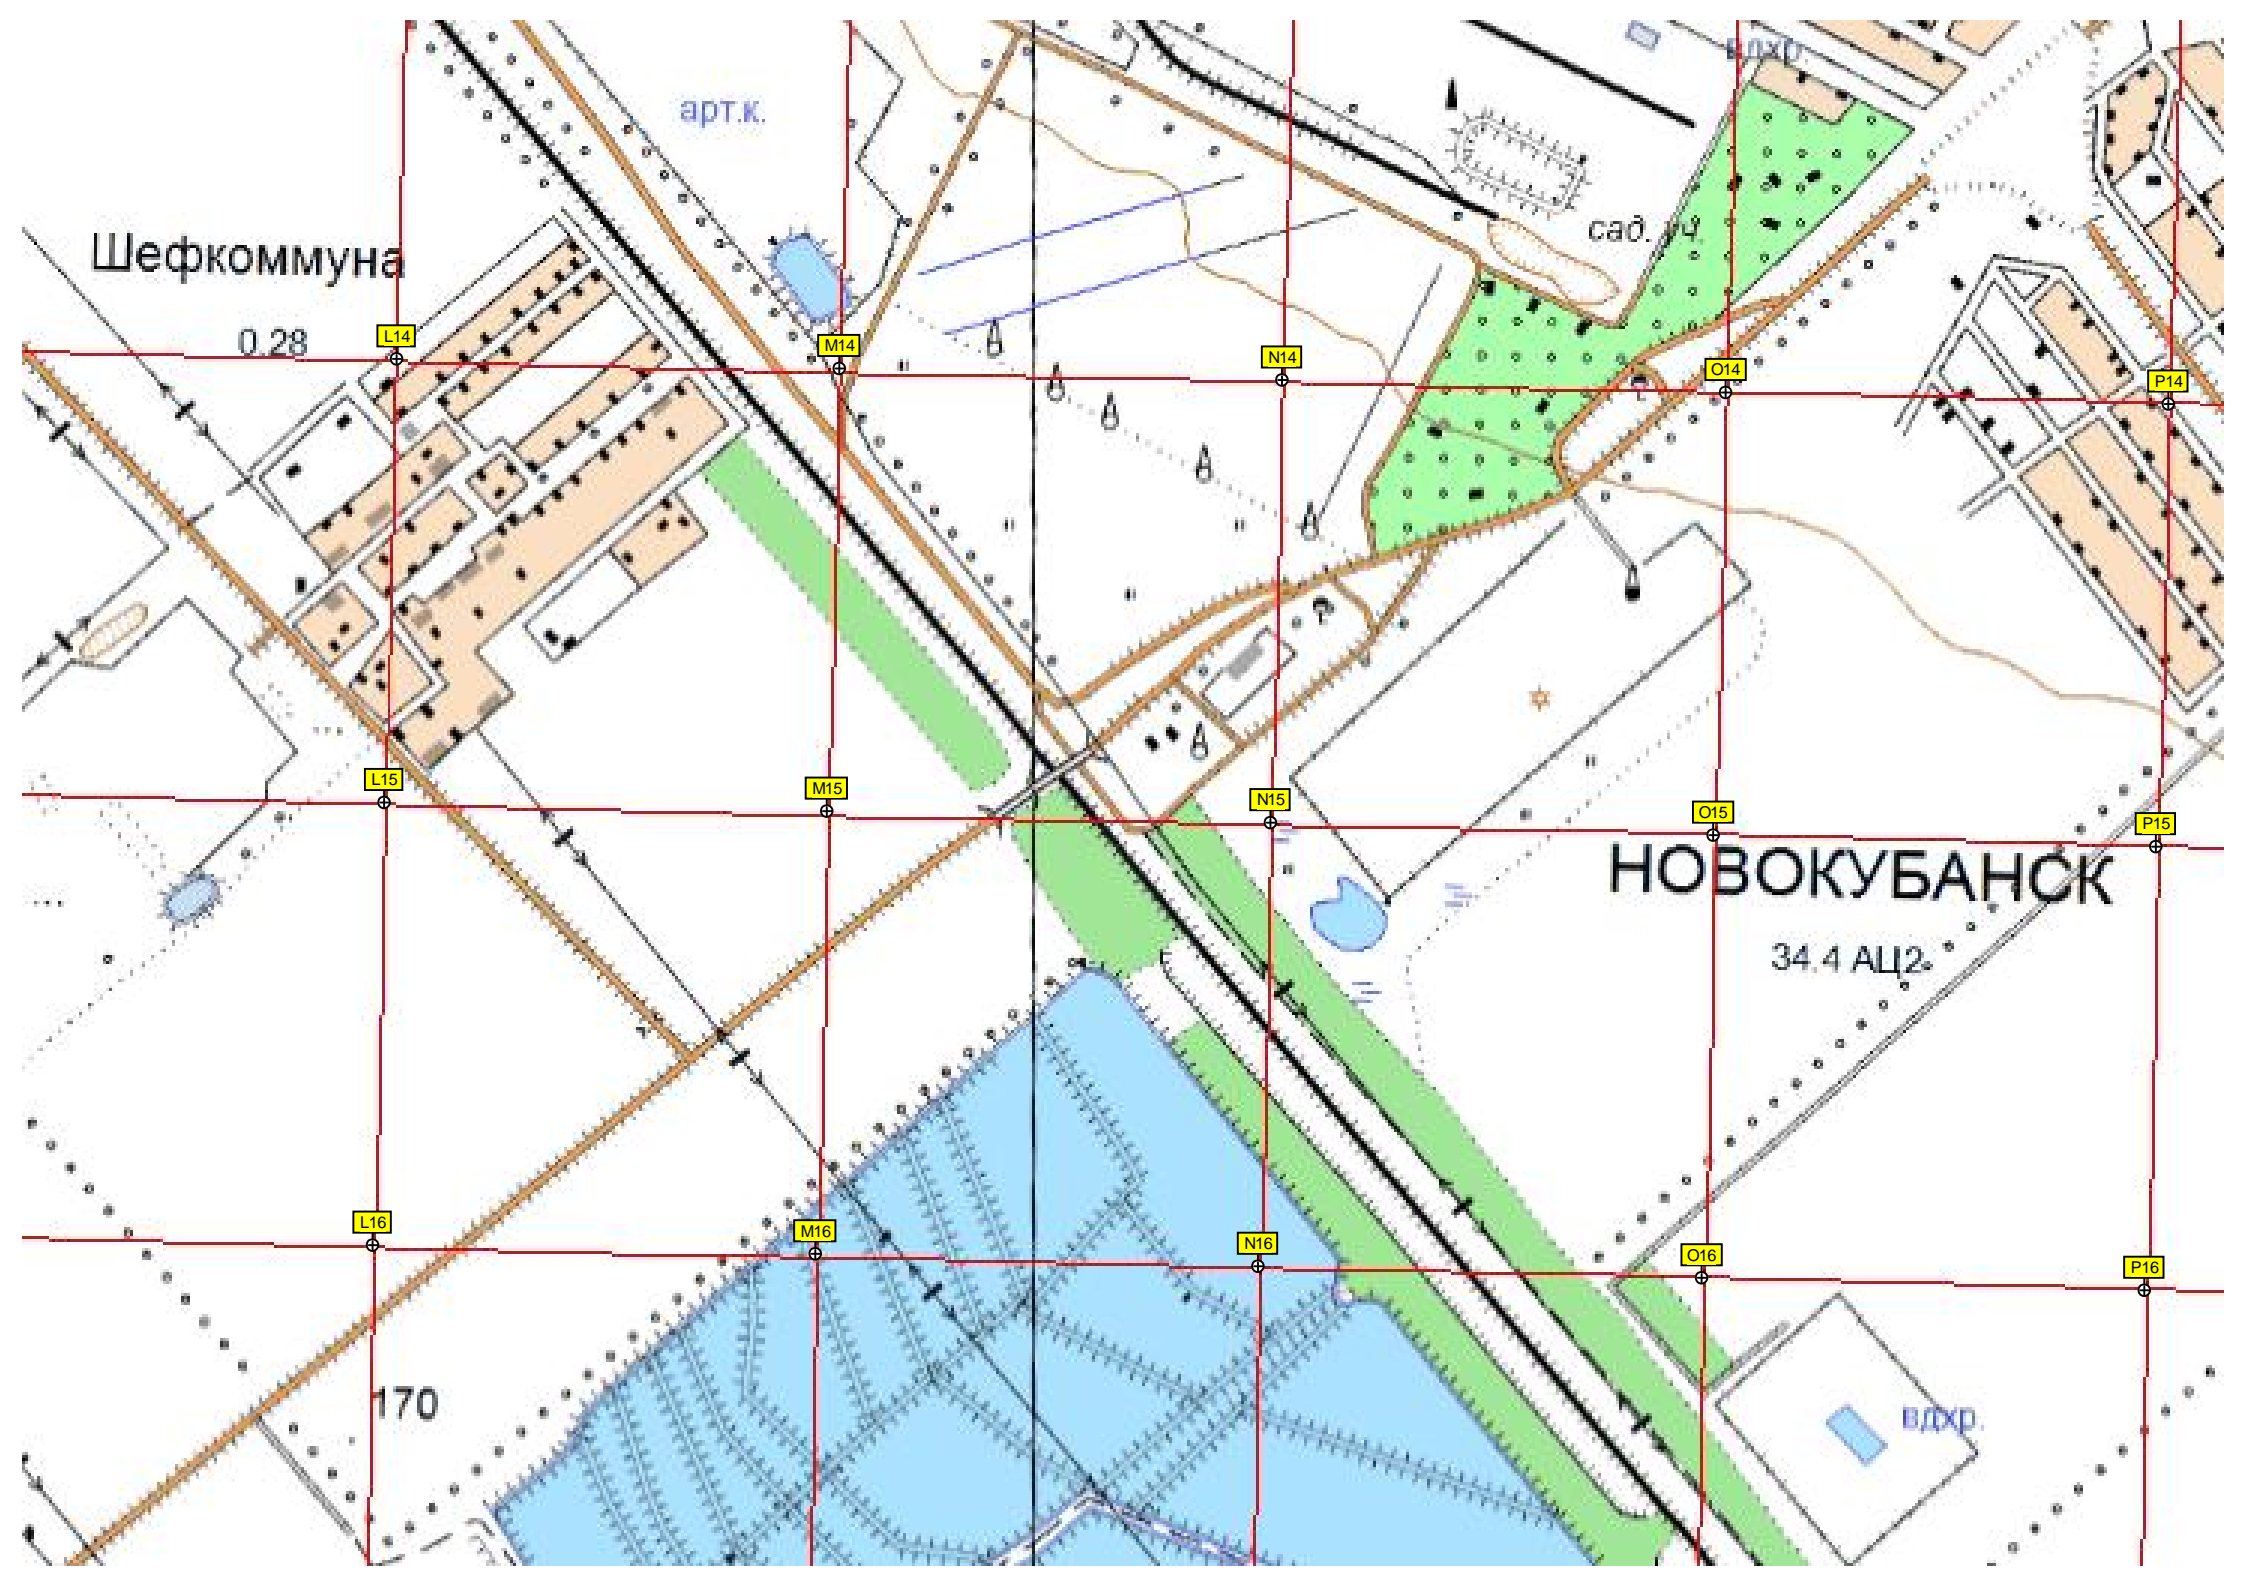 вдхр.
арт.к.
сад. уч.
Шефкоммуна
0.28
L14
M14
N14
O14
P14
L15
M15
N15
O15
P15
НОВОКУБАНСК
34.4 АЦ2
L16
M16
N16
O16
P16
170
вдхр.